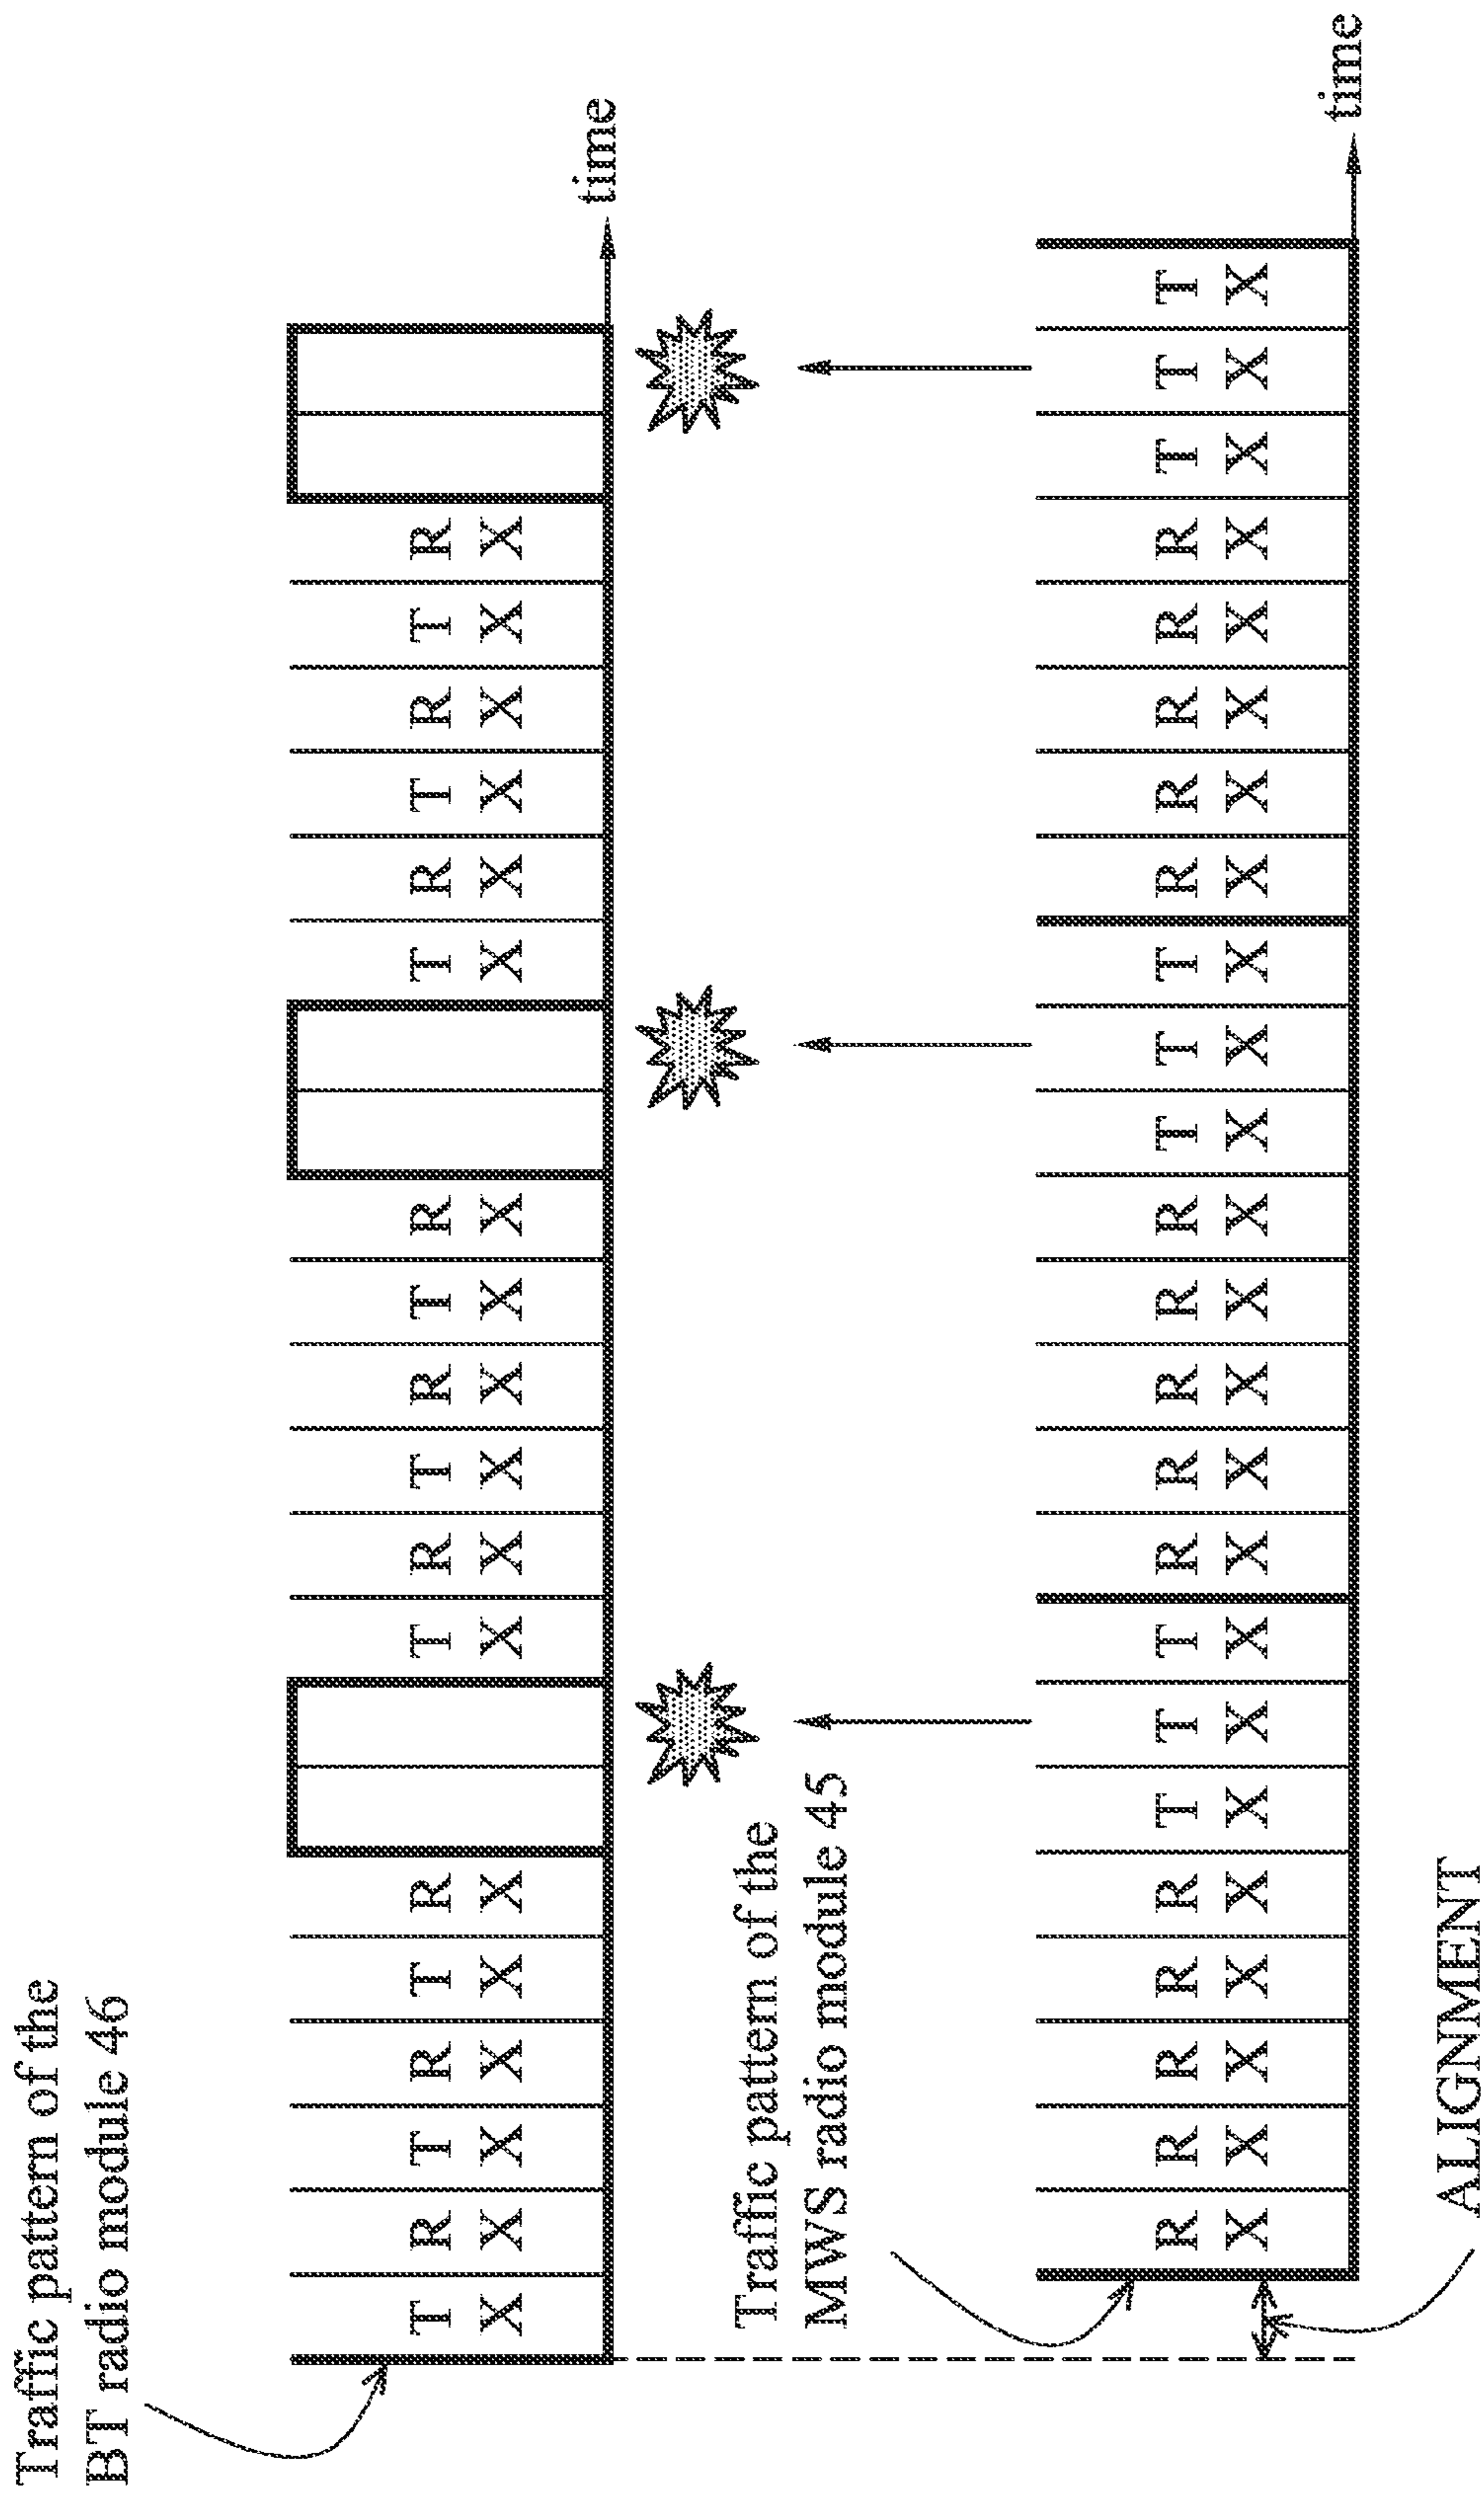 Traffic pattern of the
BT radio module 46
T R T R T R T R T R T R T R T R T R
X X X X X X X X X X X X X X X X X X
time
Traffic pattern of the
MWS radio module 45
R R R R R T T T R R R R R T T T R R R R R T T T
X X X X X X X X X X X X X X X X X X X X X X X X
time
ALIGNMENT